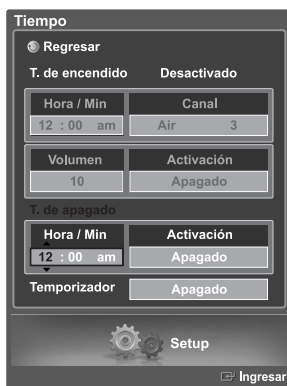 Tiempo
Regresar
T. de encendido Desactivado
Hora / Min Canal
12 : 00 am Air 3
Volumen Activación
10 Apagado
T. de apagado
Hora / Min Activación
12 : 00 am Apagado
Temporizador Apagado
Setup
Ingresar